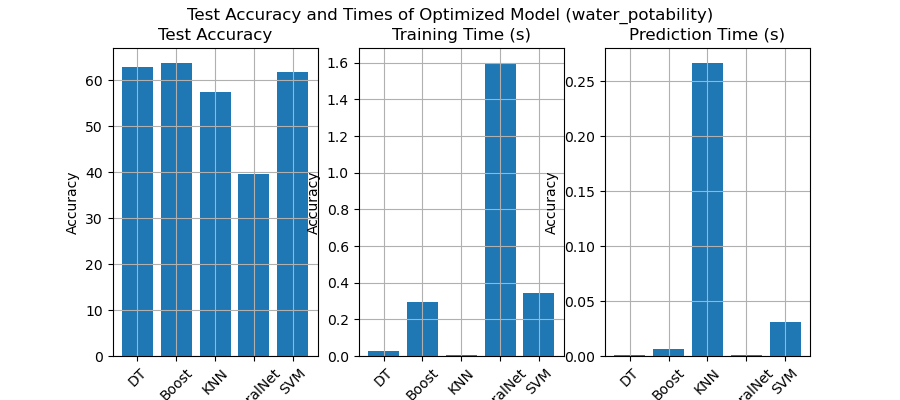 Test Accuracy and Times of Optimized Model (water_potability)
Test Accuracy
Accuracy
60
50
40
30
20
10
0
DT
Boost
KNN
ralNet
SVM
Training Time (s)
Accuracy
1.6
1.4
1.2
1.0
0.8
0.6
0.4
0.2
0.0
DT
Boost
KNN
ralNet
SVM
Prediction Time (s)
Accuracy
0.25
0.20
0.15
0.10
0.05
0.00
DT
Boost
KNN
ralNet
SVM